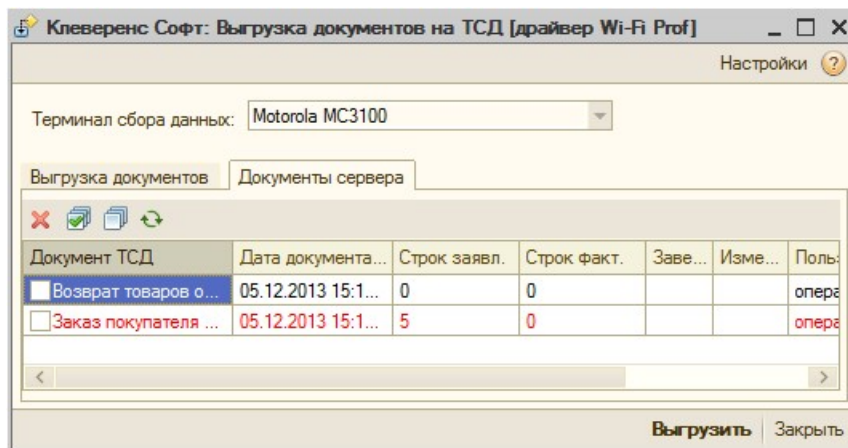 Клеверенс Софт: Выгрузка документов на ТСД [драйвер Wi-Fi Prof]
Настройки ?
Терминал сбора данных: Motorola MC3100
Выгрузка документов Документы сервера
Документ ТСД Дата документа... Строк заявл. Строк факт. Заве... Изме... Польз
Возврат товаров о... 05.12.2013 15:1... 0 0 опера
Заказ покупателя ... 05.12.2013 15:1... 5 0 опера
Выгрузить Закрыть